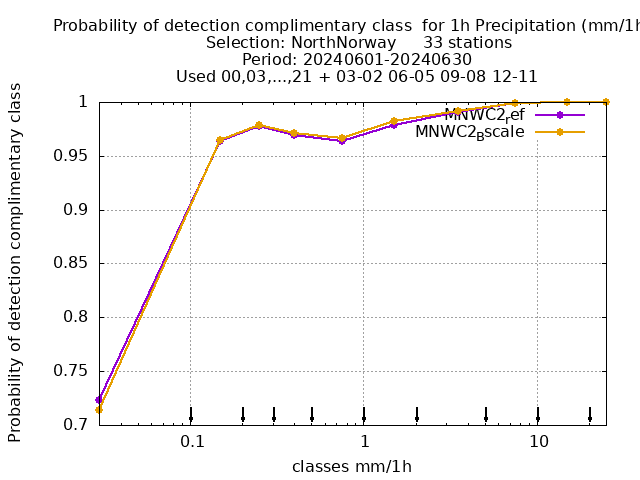 Probability of detection complimentary class  for 1h Precipitation (mm/1h
Selection: NorthNorway     33 stations
Period: 20240601-20240630
Used 00,03,...,21 + 03-02 06-05 09-08 12-11
Probability of detection complimentary class
1
0.95
0.9
0.85
0.8
0.75
0.7
MNWC2ref
MNWC2Bscale
0.1
1
10
classes mm/1h